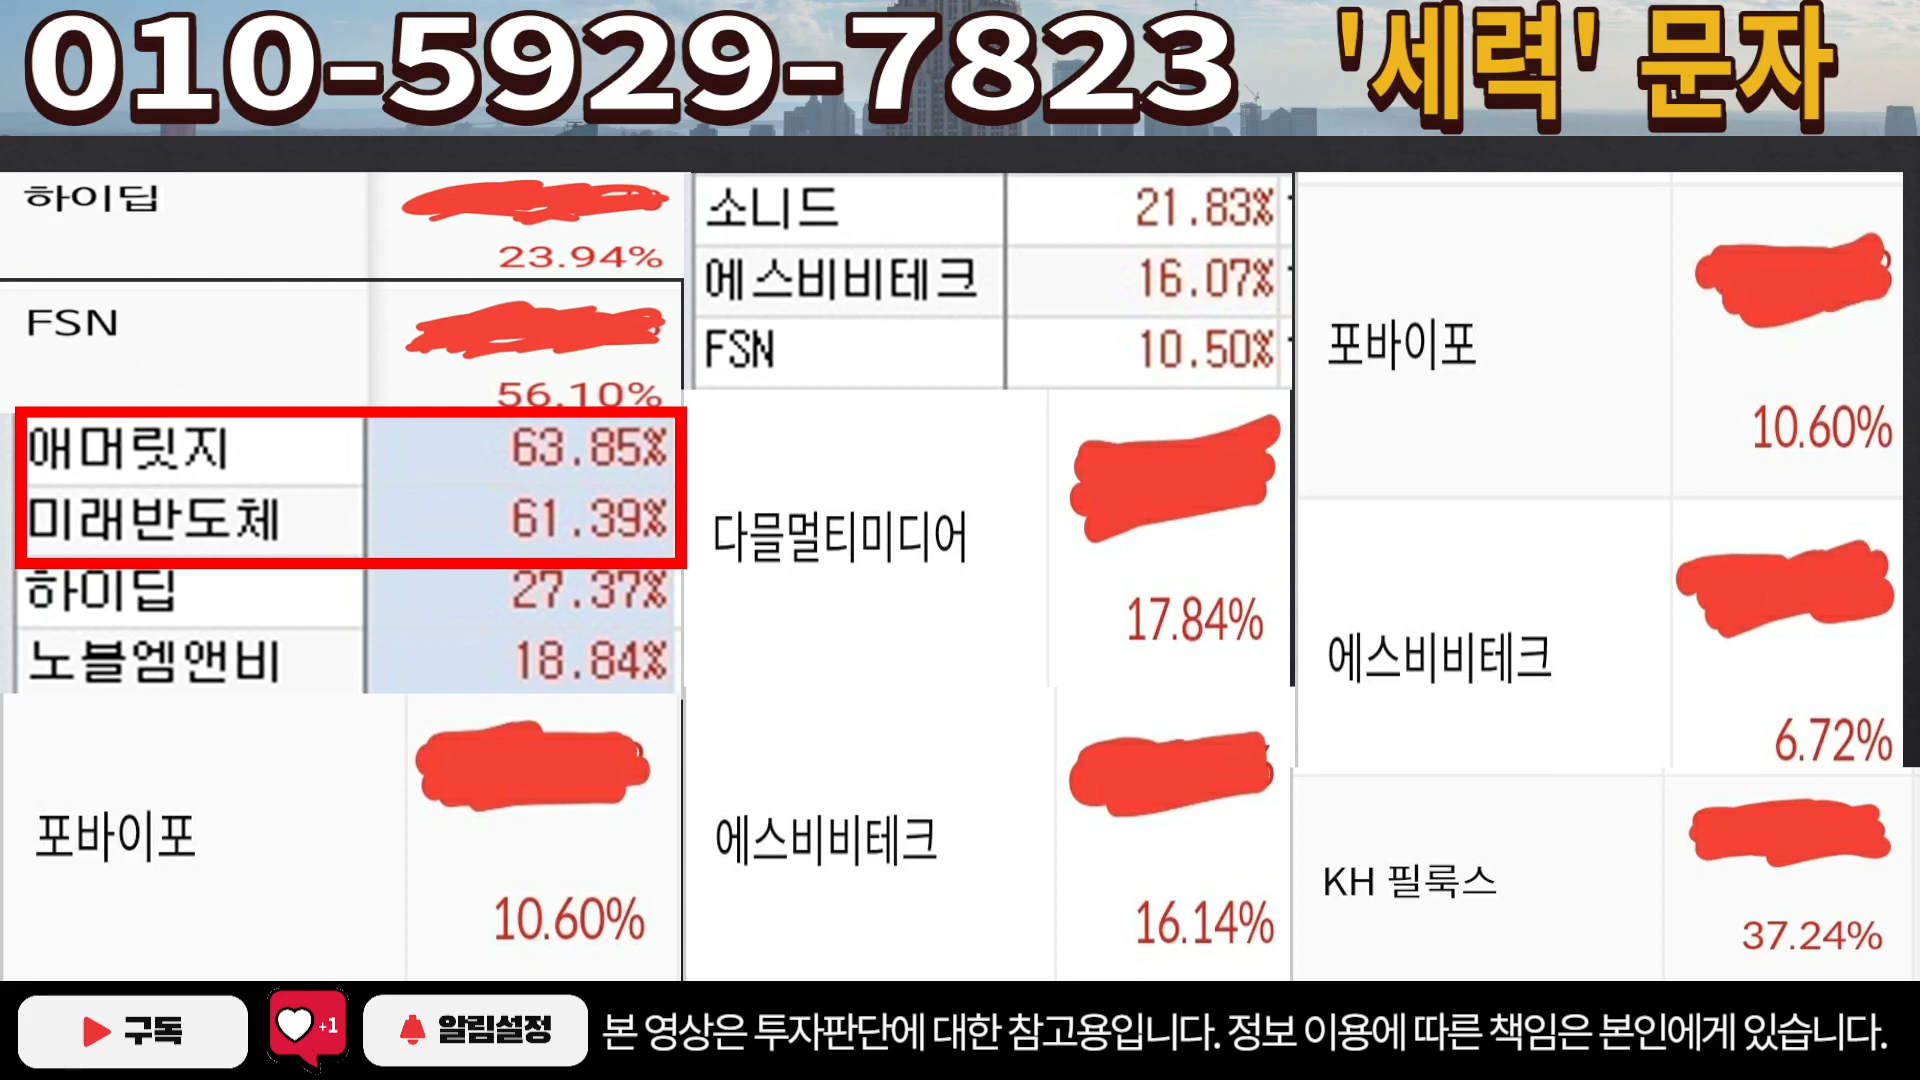 010-5929-7823 '세력' 문자
하이딥
23.94%
FSN
56.10%
애머릿지 63.85%
미래반도체 61.39%
하이딥 27.37%
노블엠앤비 18.84%
포바이포
10.60%
소니드 21.83%
에스비비테크 16.07%
FSN 10.50%
다믈멀티미디어
17.84%
에스비비테크
16.14%
포바이포
10.60%
에스비비테크
6.72%
KH 필룩스
37.24%
구독 +1 알림설정 본 영상은 투자판단에 대한 참고용입니다. 정보 이용에 따른 책임은 본인에게 있습니다.